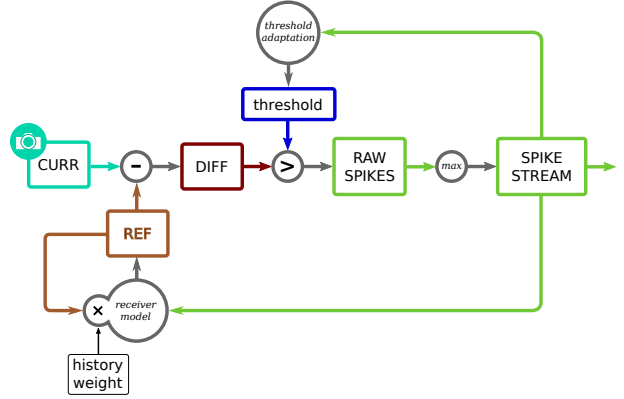 threshold
adaptation
threshold
CURR
-
DIFF
>
RAW
SPIKES
max
SPIKE
STREAM
REF
×
receiver
model
history
weight